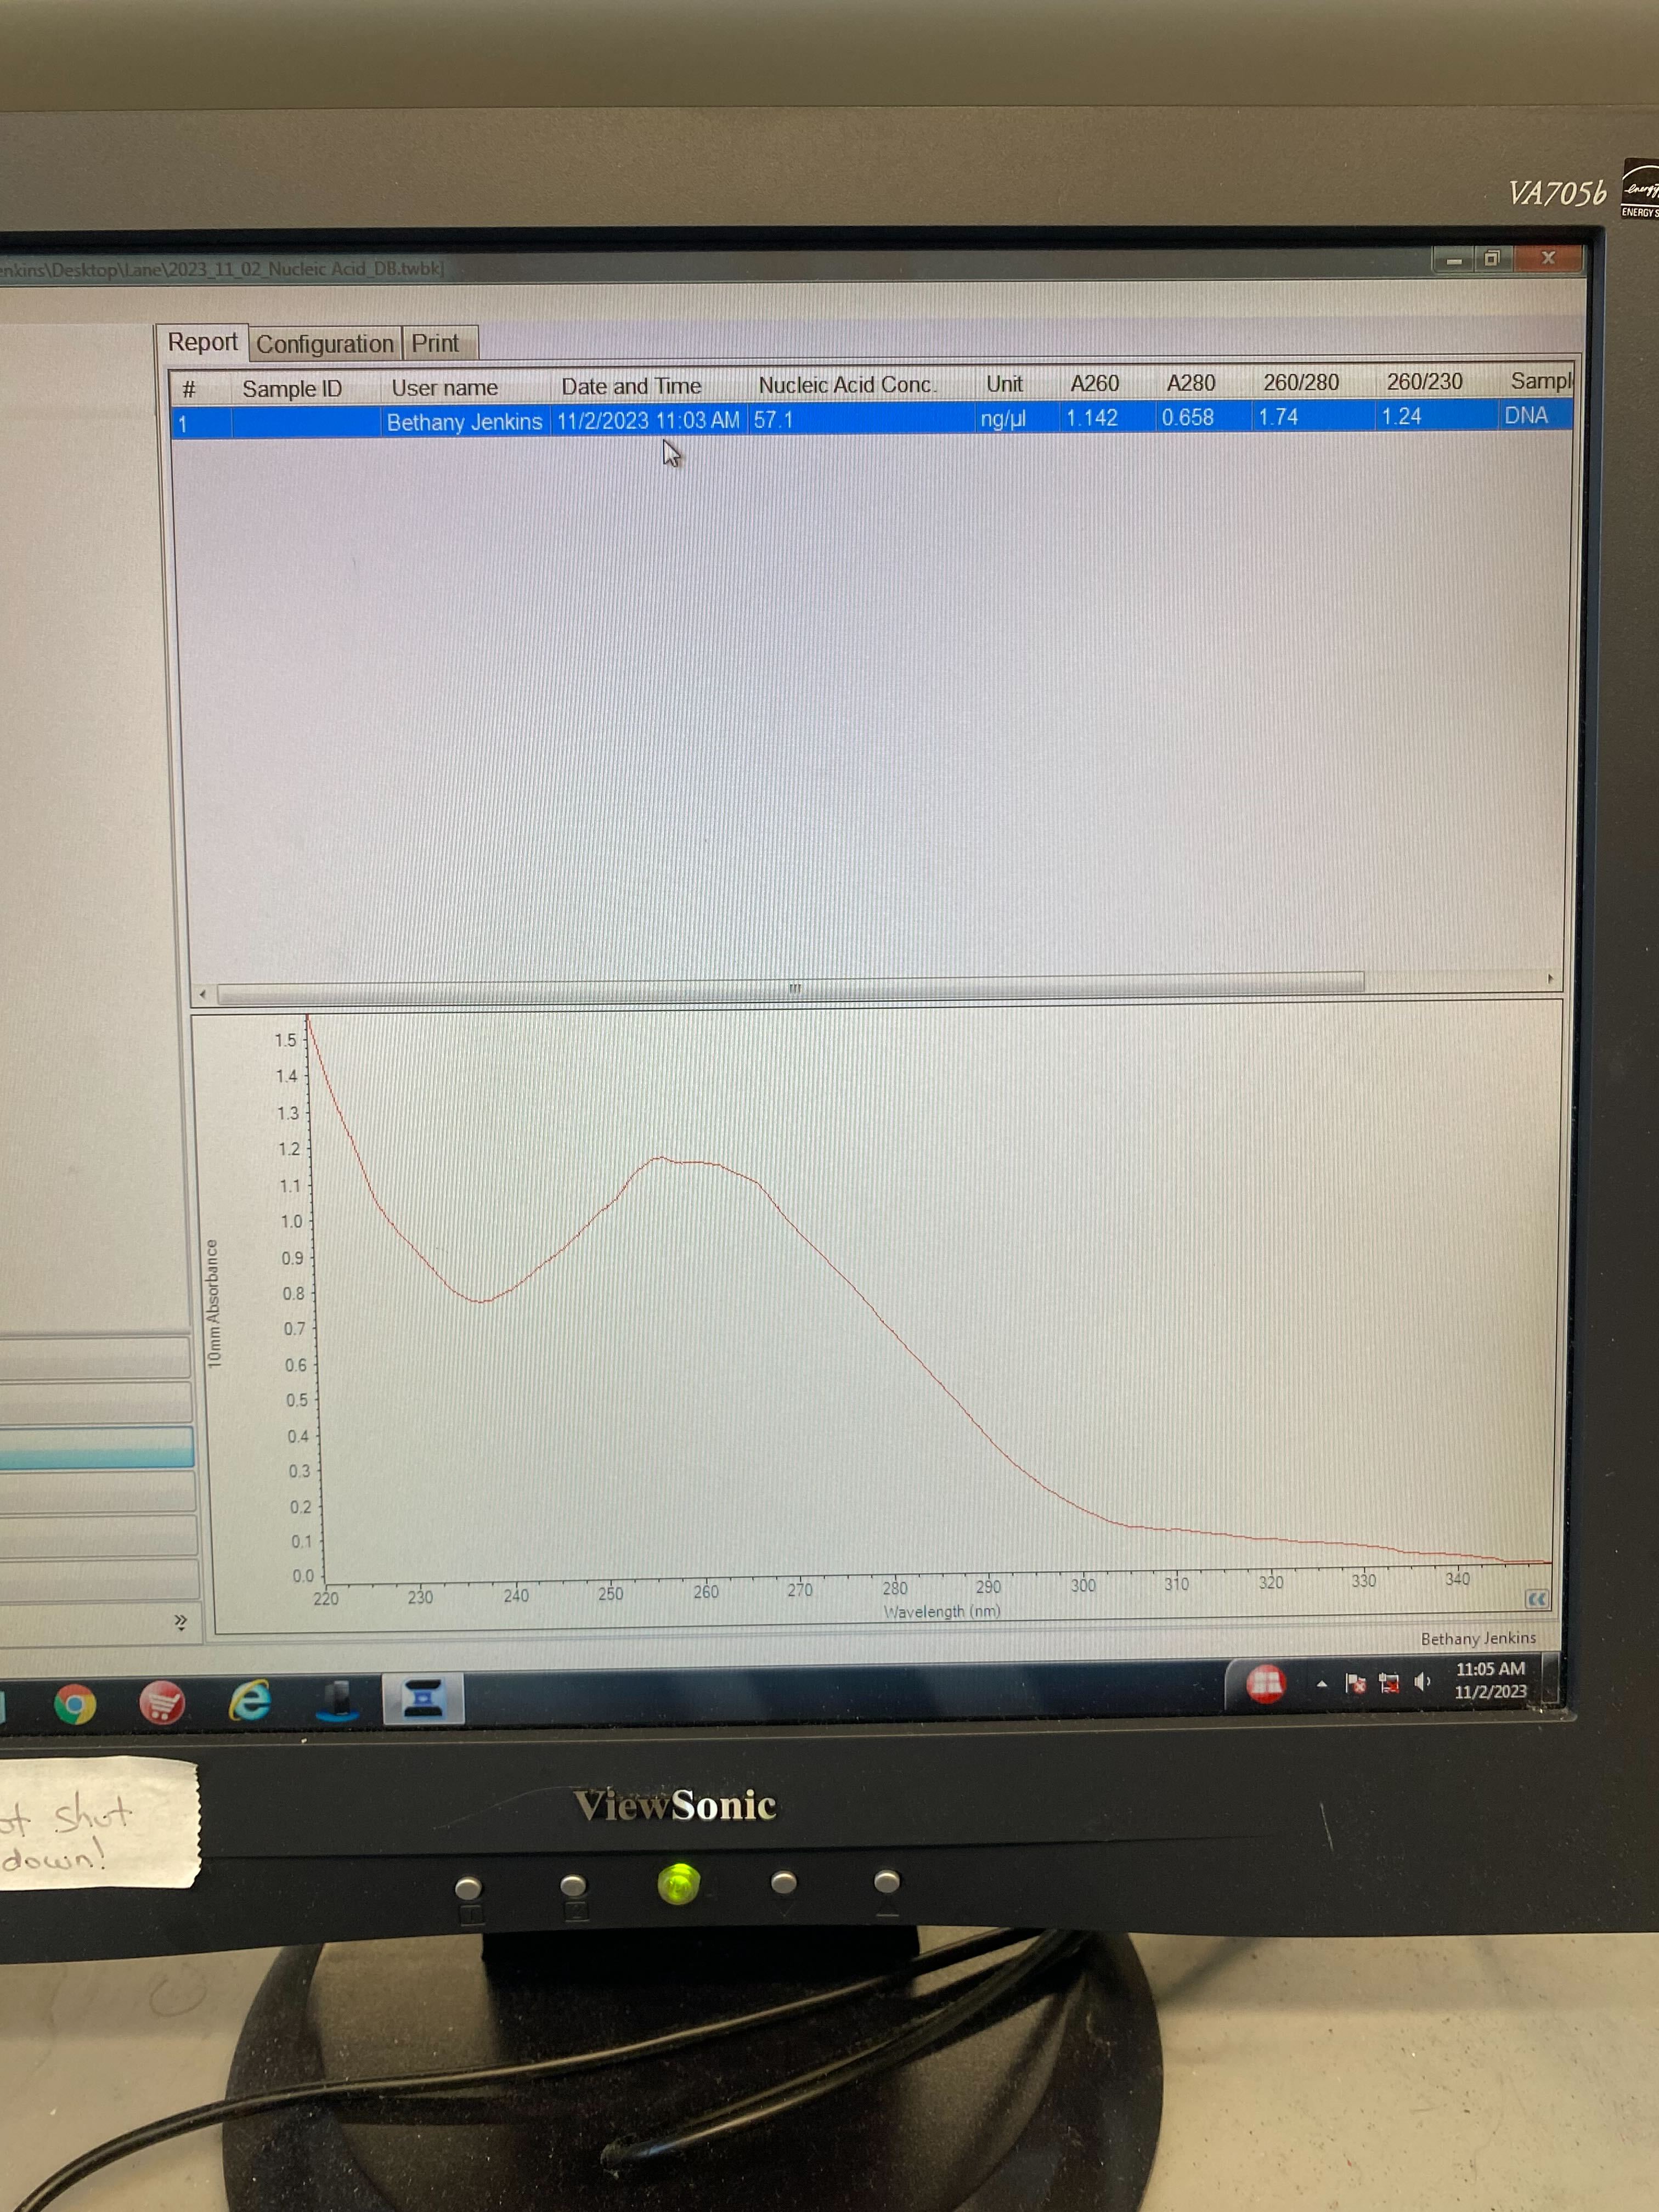 VA705b
energy
ENERGY S
enkins\Desktop\Lane\2023_11_02_Nucleic Acid_DB.twbk]
Report Configuration Print
# Sample ID User name Date and Time Nucleic Acid Conc. Unit A260 A280 260/280 260/230 Sampl
1 Bethany Jenkins 11/2/2023 11:03 AM 57.1 ng/µl 1.142 0.658 1.74 1.24 DNA
1.5
1.4
1.3
1.2
1.1
1.0
0.9
0.8
0.7
0.6
0.5
0.4
0.3
0.2
0.1
0.0
10mm Absorbance
220 230 240 250 260 270 280 290 300 310 320 330 340
Wavelength (nm)
Bethany Jenkins
11:05 AM
11/2/2023
ot shut
down!
ViewSonic